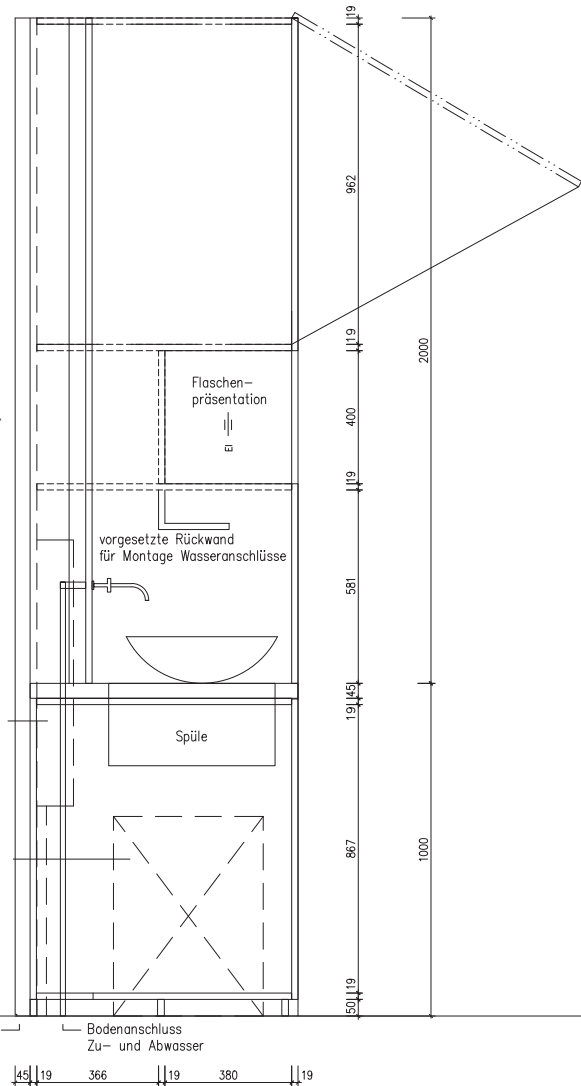 19
962
19
2000
Flaschen-
präsentation
400
19
vorgesetzte Rückwand
für Montage Wasseranschlüsse
581
45
19
Spüle
867
1000
19
50
Bodenanschluss
Zu- und Abwasser
45 19 366 19 380 19